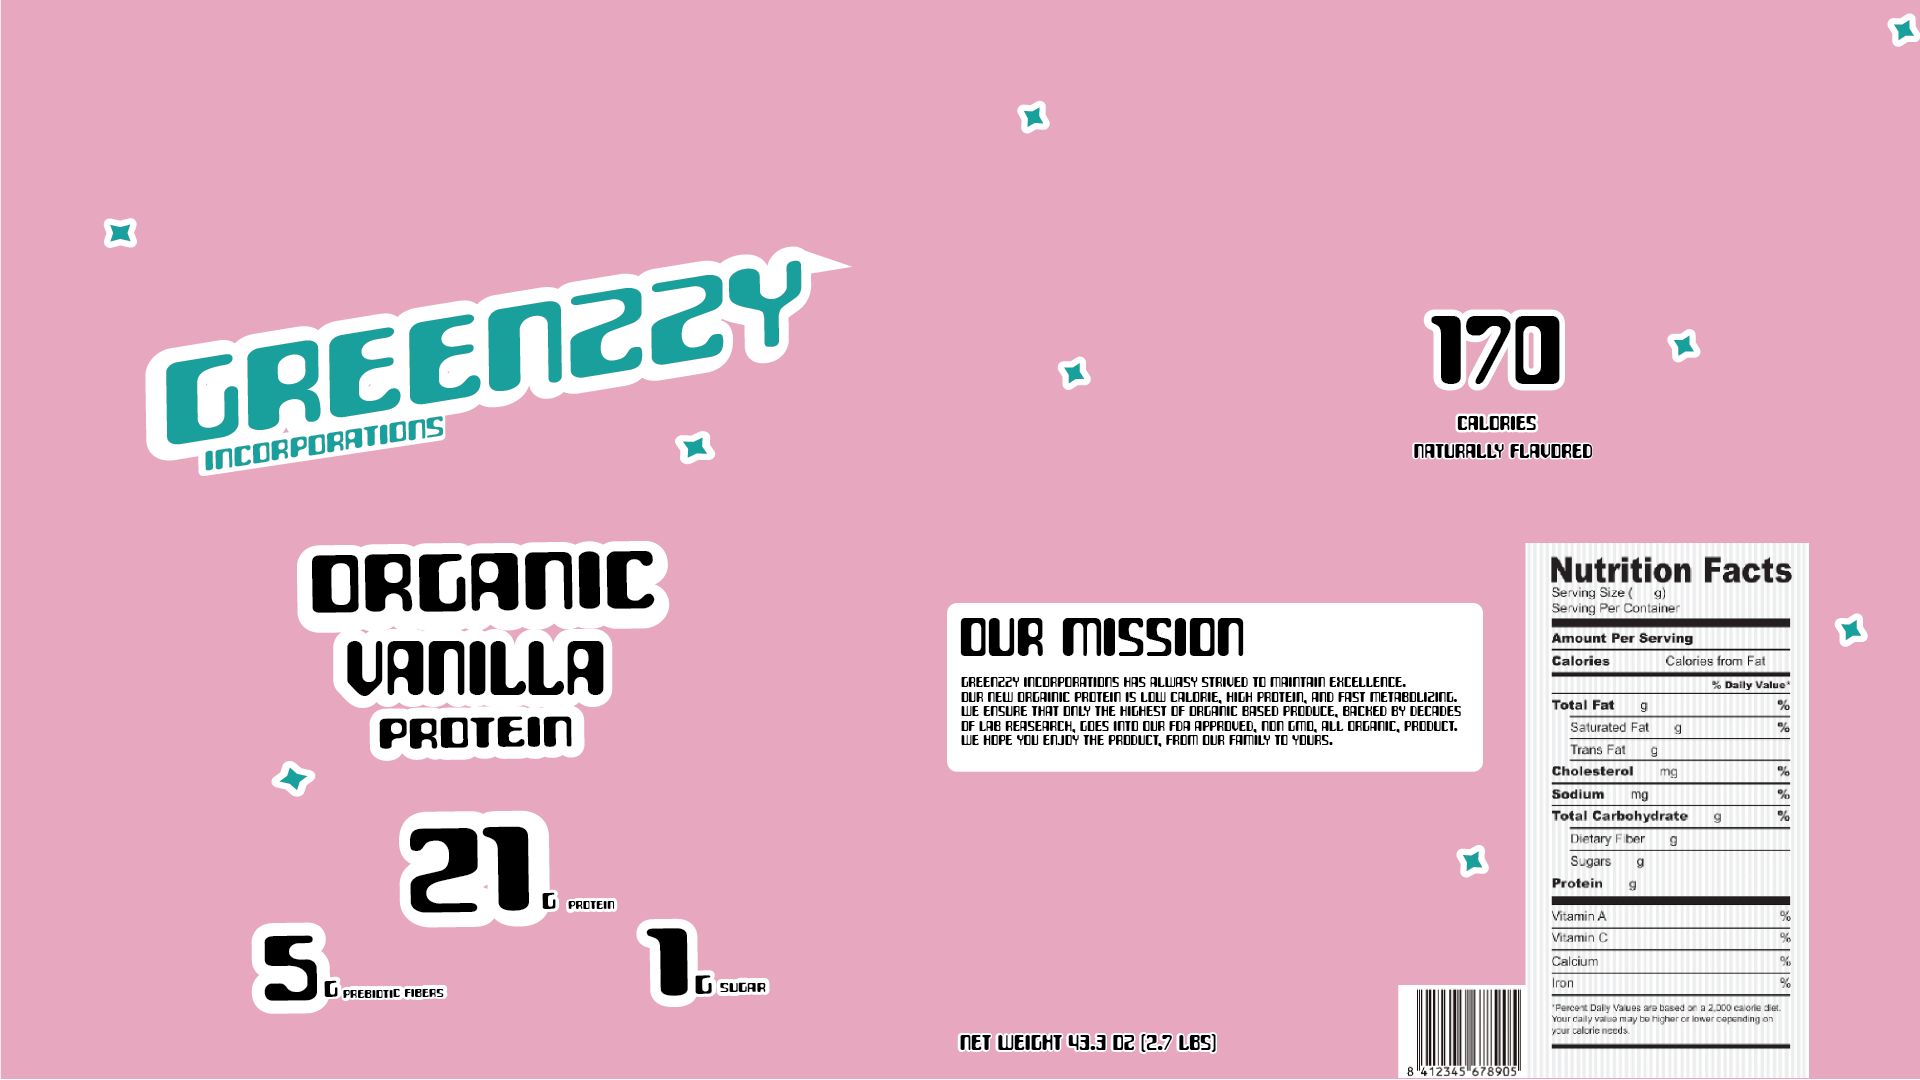 GREENZZY
INCORPORATIONS
ORGANIC
VANILLA
PROTEIN
21 G PROTEIN
5 G PREBIOTIC FIBERS
1 G SUGAR
170
CALORIES
NATURALLY FLAVORED
OUR MISSION
GREENZZY INCORPORATIONS HAS ALLWASY STRIVED TO MAINTAIN EXCELLENCE.
OUR NEW ORGAINIC PROTEIN IS LOW CALORIE, HIGH PROTEIN, AND FAST METABOLIZING.
WE ENSURE THAT ONLY THE HIGHEST OF ORGANIC BASED PRODUCE, BACKED BY DECADES
OF LAB REASEARCH, GOES INTO OUR FDA APPROVED, NON GMO, ALL ORGANIC, PRODUCT.
WE HOPE YOU ENJOY THE PRODUCT, FROM OUR FAMILY TO YOURS.
NET WEIGHT 43.3 OZ (2.7 LBS)
8 412345 678905
Nutrition Facts
Serving Size ( g)
Serving Per Container
Amount Per Serving
Calories Calories from Fat
% Daily Value*
Total Fat g %
Saturated Fat g %
Trans Fat g
Cholesterol mg %
Sodium mg %
Total Carbohydrate g %
Dietary Fiber g
Sugars g
Protein g
Vitamin A %
Vitamin C %
Calcium %
Iron %
*Percent Daily Values are based on a 2,000 calorie diet.
Your daily value may be higher or lower depending on
your calorie needs.